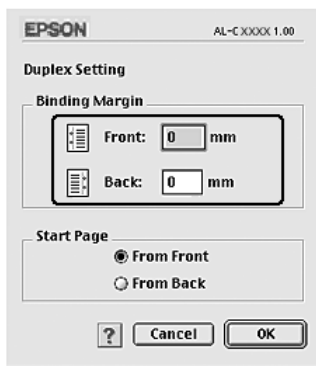 EPSON AL-CXXXX 1.00
Duplex Setting
Binding Margin
Front: 0 mm
Back: 0 mm
Start Page
From Front
From Back
? Cancel OK